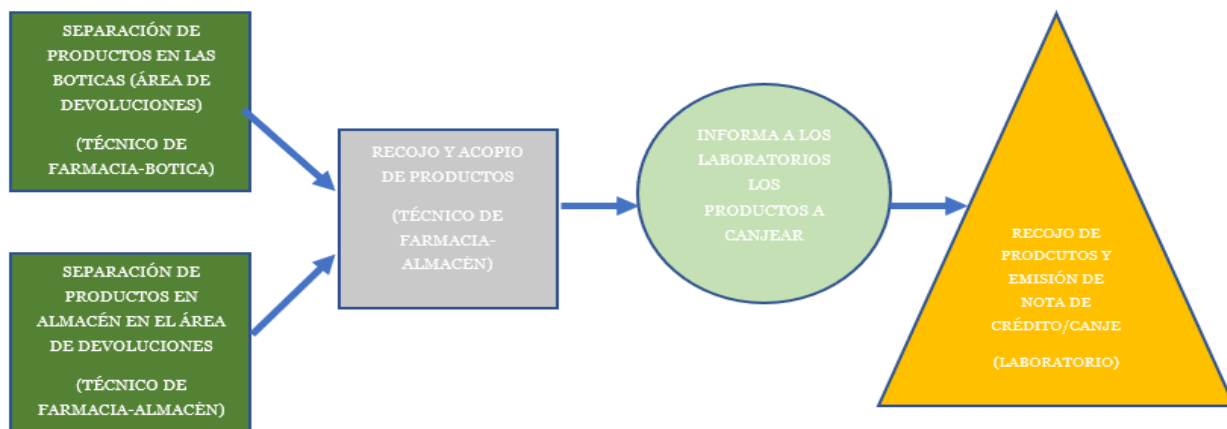 SEPARACIÓN DE
PRODUCTOS EN LAS
BOTICAS (ÁREA DE
DEVOLUCIONES)
(TÉCNICO DE
FARMACIA-BOTICA)
SEPARACIÓN DE
PRODUCTOS EN
ALMACÉN EN EL ÁREA
DE DEVOLUCIONES
(TÉCNICO DE
FARMACIA-ALMACÉN)
RECOJO Y ACOPIO
DE PRODUCTOS
(TÉCNICO DE
FARMACIA-
ALMACÉN)
INFORMA A LOS
LABORATORIOS
LOS
PRODUCTOS A
CANJEAR
RECOJO DE
PRODCUTOS Y
EMISIÓN DE
NOTA DE
CRÉDITO/CANJE
(LABORATORIO)